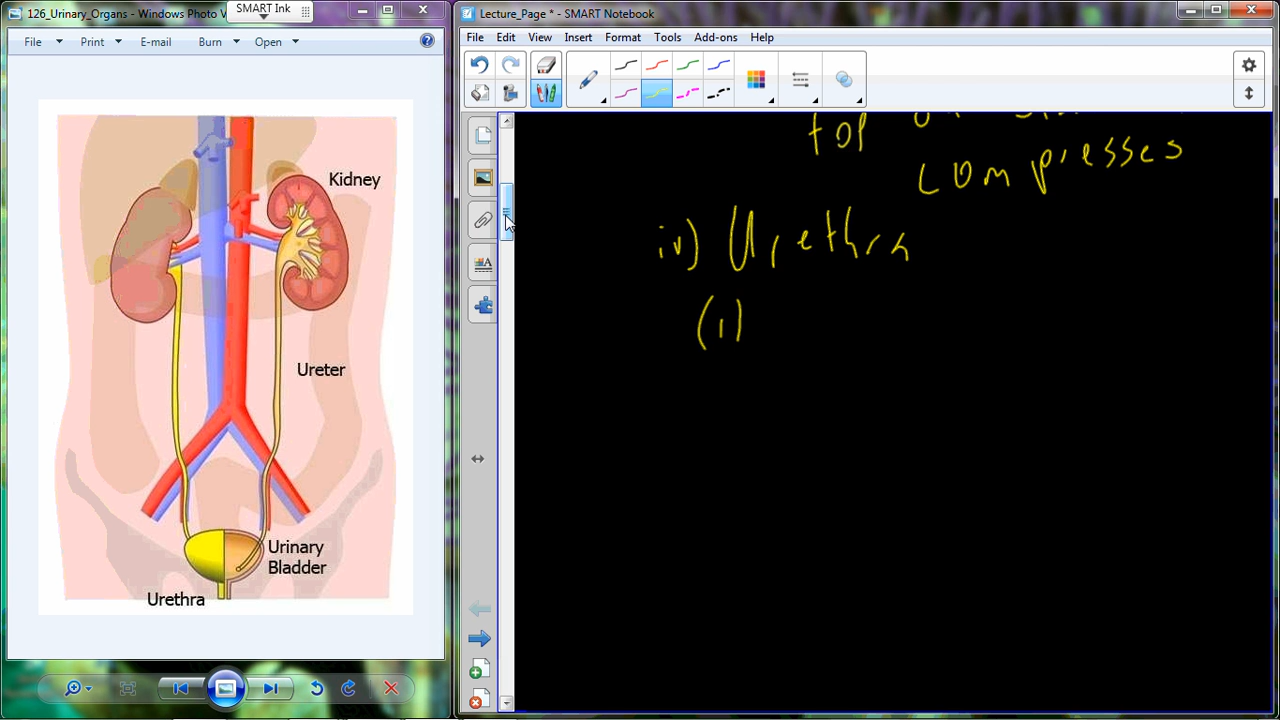 126_Urinary_Organs - Windows Photo V
SMART Ink
File Print E-mail Burn Open
Kidney
Ureter
Urinary
Bladder
Urethra
Lecture_Page * - SMART Notebook
File Edit View Insert Format Tools Add-ons Help
top
compresses
iv) Urethra
(1)